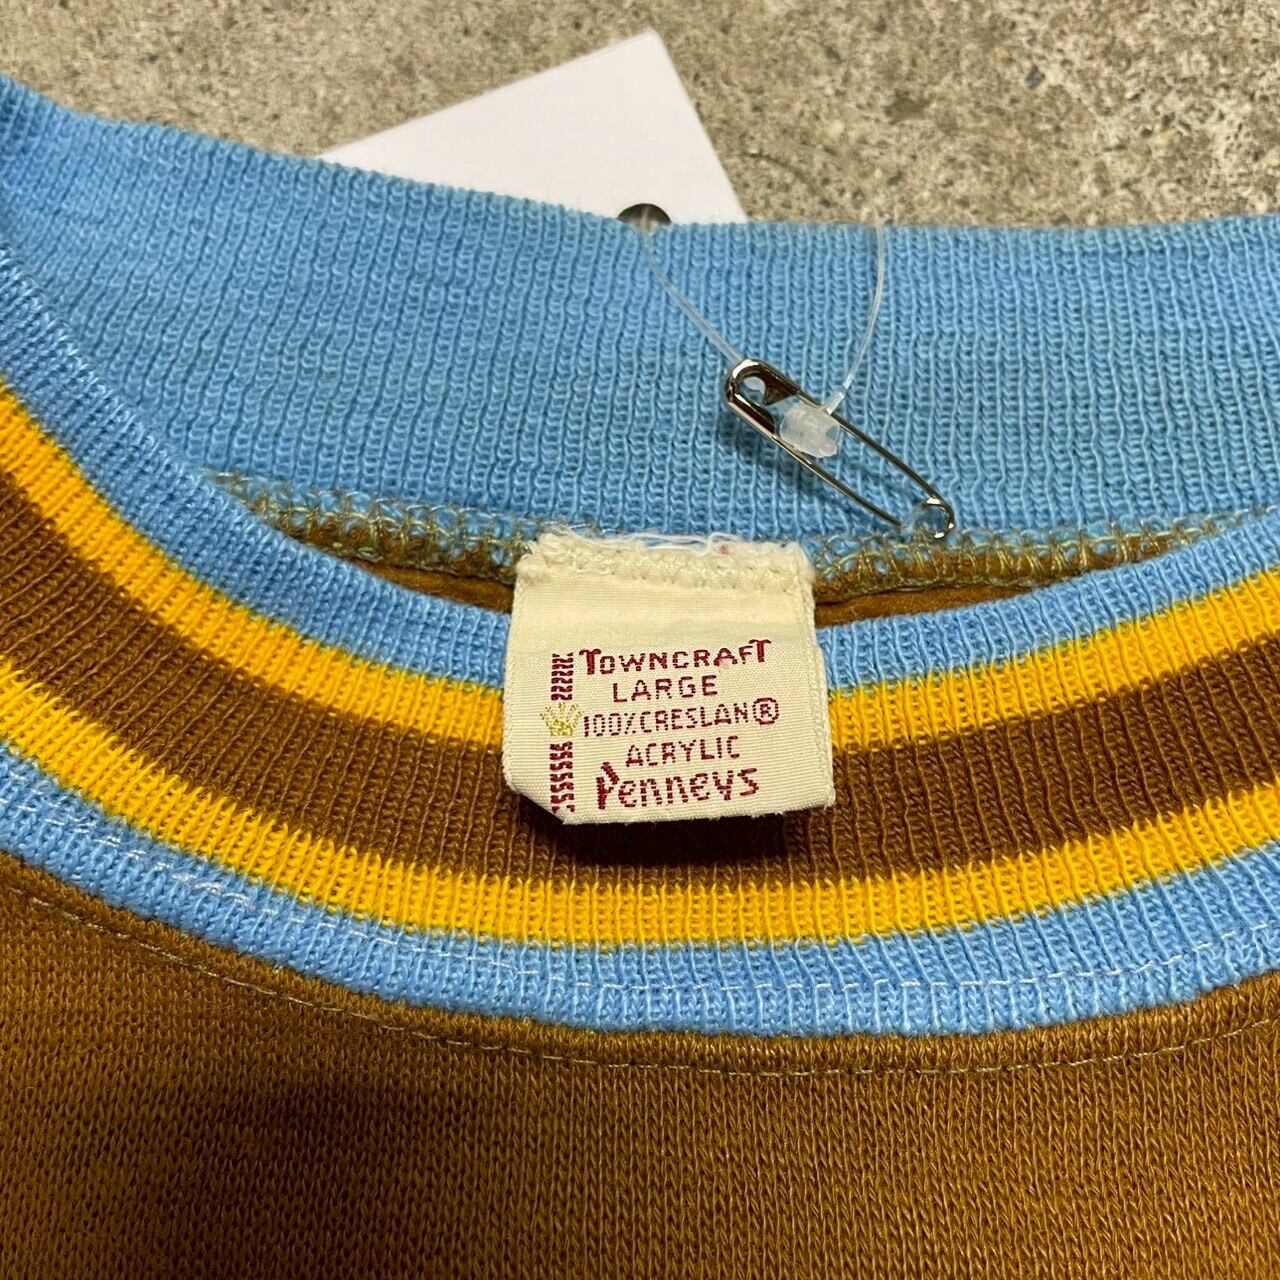 TOWNCRAFT
LARGE
100% CRESLAN®
ACRYLIC
Penneys